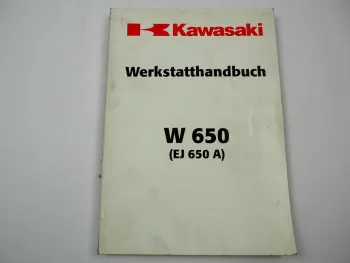 Kawasaki
Werkstatthandbuch
W 650
(EJ 650 A)